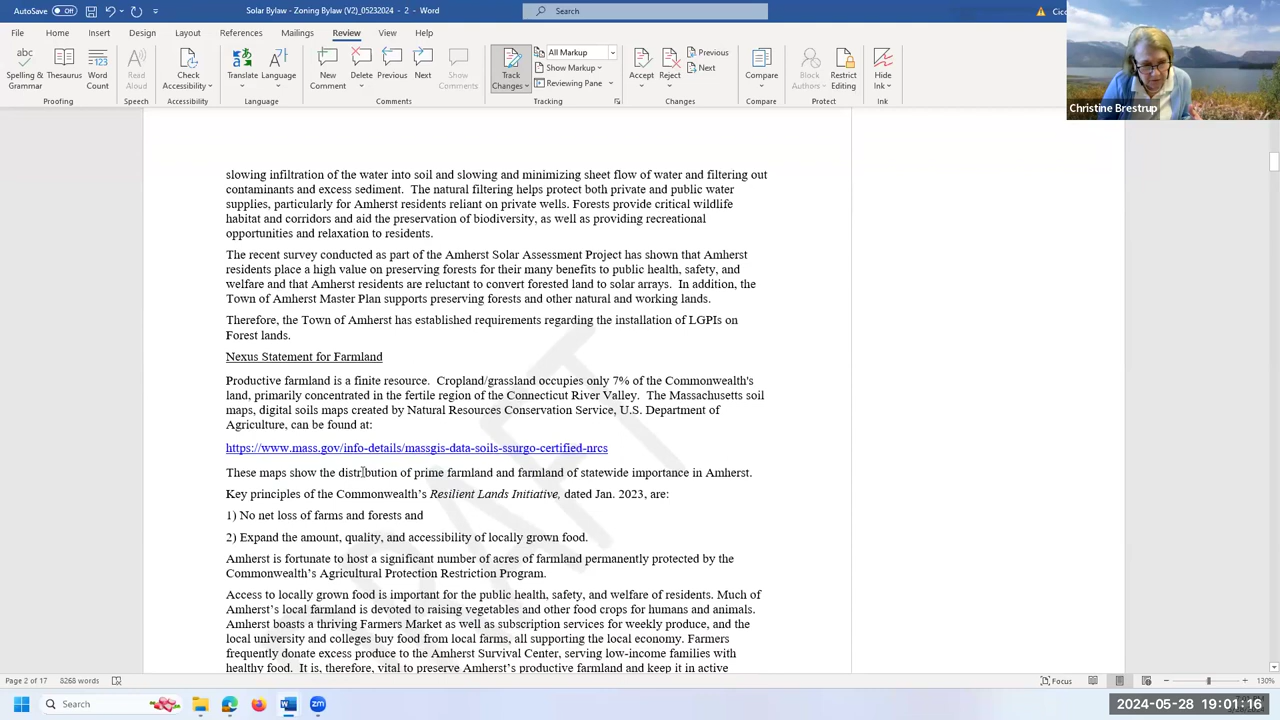 AutoSave Off Solar Bylaw - Zoning Bylaw (V2)_05232024 - 2 - Word Search
File Home Insert Design Layout References Mailings Review View Help
Spelling & Grammar Thesaurus Word Count Read Aloud Check Accessibility Translate Language New Comment Delete Previous Next Show Comments Track Changes All Markup Show Markup Reviewing Pane Accept Reject Previous Next Compare Block Authors Restrict Editing Hide Ink
Proofing Speech Accessibility Language Comments Tracking Changes Compare Protect Ink
Christine Brestrup
slowing infiltration of the water into soil and slowing and minimizing sheet flow of water and filtering out
contaminants and excess sediment. The natural filtering helps protect both private and public water
supplies, particularly for Amherst residents reliant on private wells. Forests provide critical wildlife
habitat and corridors and aid the preservation of biodiversity, as well as providing recreational
opportunities and relaxation to residents.
The recent survey conducted as part of the Amherst Solar Assessment Project has shown that Amherst
residents place a high value on preserving forests for their many benefits to public health, safety, and
welfare and that Amherst residents are reluctant to convert forested land to solar arrays. In addition, the
Town of Amherst Master Plan supports preserving forests and other natural and working lands.
Therefore, the Town of Amherst has established requirements regarding the installation of LGPIs on
Forest lands.
Nexus Statement for Farmland
Productive farmland is a finite resource. Cropland/grassland occupies only 7% of the Commonwealth's
land, primarily concentrated in the fertile region of the Connecticut River Valley. The Massachusetts soil
maps, digital soils maps created by Natural Resources Conservation Service, U.S. Department of
Agriculture, can be found at:
https://www.mass.gov/info-details/massgis-data-soils-ssurgo-certified-nrcs
These maps show the distribution of prime farmland and farmland of statewide importance in Amherst.
Key principles of the Commonwealth’s Resilient Lands Initiative, dated Jan. 2023, are:
1) No net loss of farms and forests and
2) Expand the amount, quality, and accessibility of locally grown food.
Amherst is fortunate to host a significant number of acres of farmland permanently protected by the
Commonwealth’s Agricultural Protection Restriction Program.
Access to locally grown food is important for the public health, safety, and welfare of residents. Much of
Amherst’s local farmland is devoted to raising vegetables and other food crops for humans and animals.
Amherst boasts a thriving Farmers Market as well as subscription services for weekly produce, and the
local university and colleges buy food from local farms, all supporting the local economy. Farmers
frequently donate excess produce to the Amherst Survival Center, serving low-income families with
healthy food. It is, therefore, vital to preserve Amherst’s productive farmland and keep it in active
DRAFT
Page 2 of 17 8268 words Focus 130%
Search
2024-05-28 19:01:16